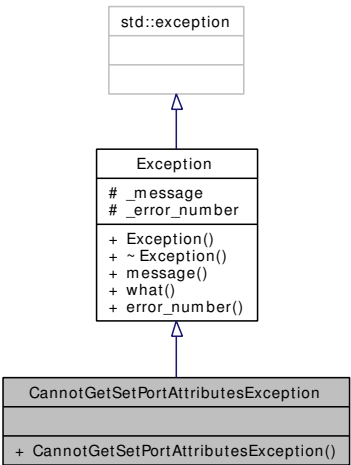 std::exception
Exception
# _message
# _error_number
+ Exception()
+ ~ Exception()
+ message()
+ what()
+ error_number()
CannotGetSetPortAttributesException
+ CannotGetSetPortAttributesException()